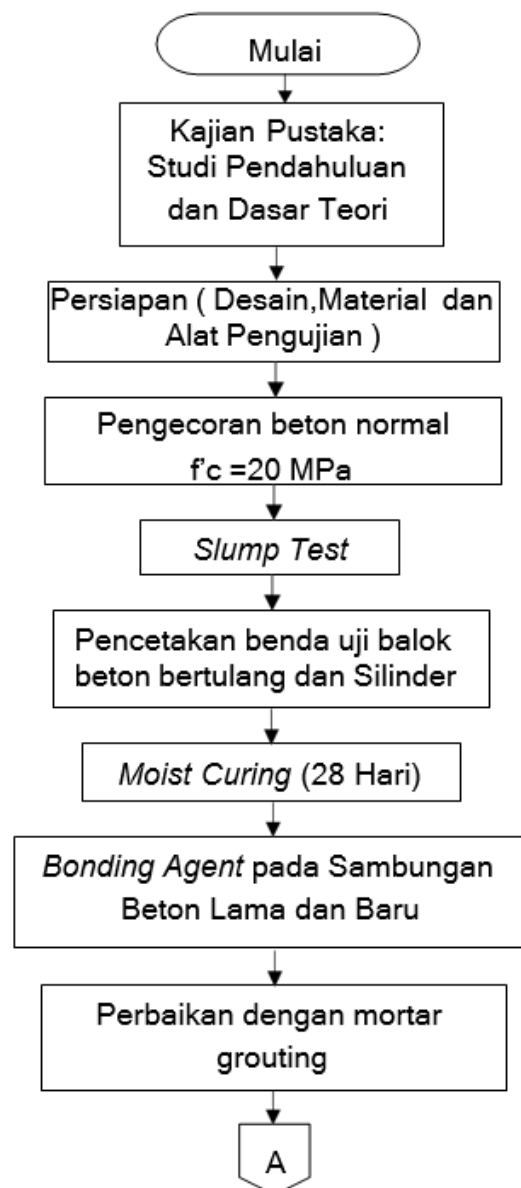 Mulai
Kajian Pustaka:
Studi Pendahuluan
dan Dasar Teori
Persiapan ( Desain,Material dan
Alat Pengujian )
Pengecoran beton normal
f'c =20 MPa
Slump Test
Pencetakan benda uji balok
beton bertulang dan Silinder
Moist Curing (28 Hari)
Bonding Agent pada Sambungan
Beton Lama dan Baru
Perbaikan dengan mortar
grouting
A